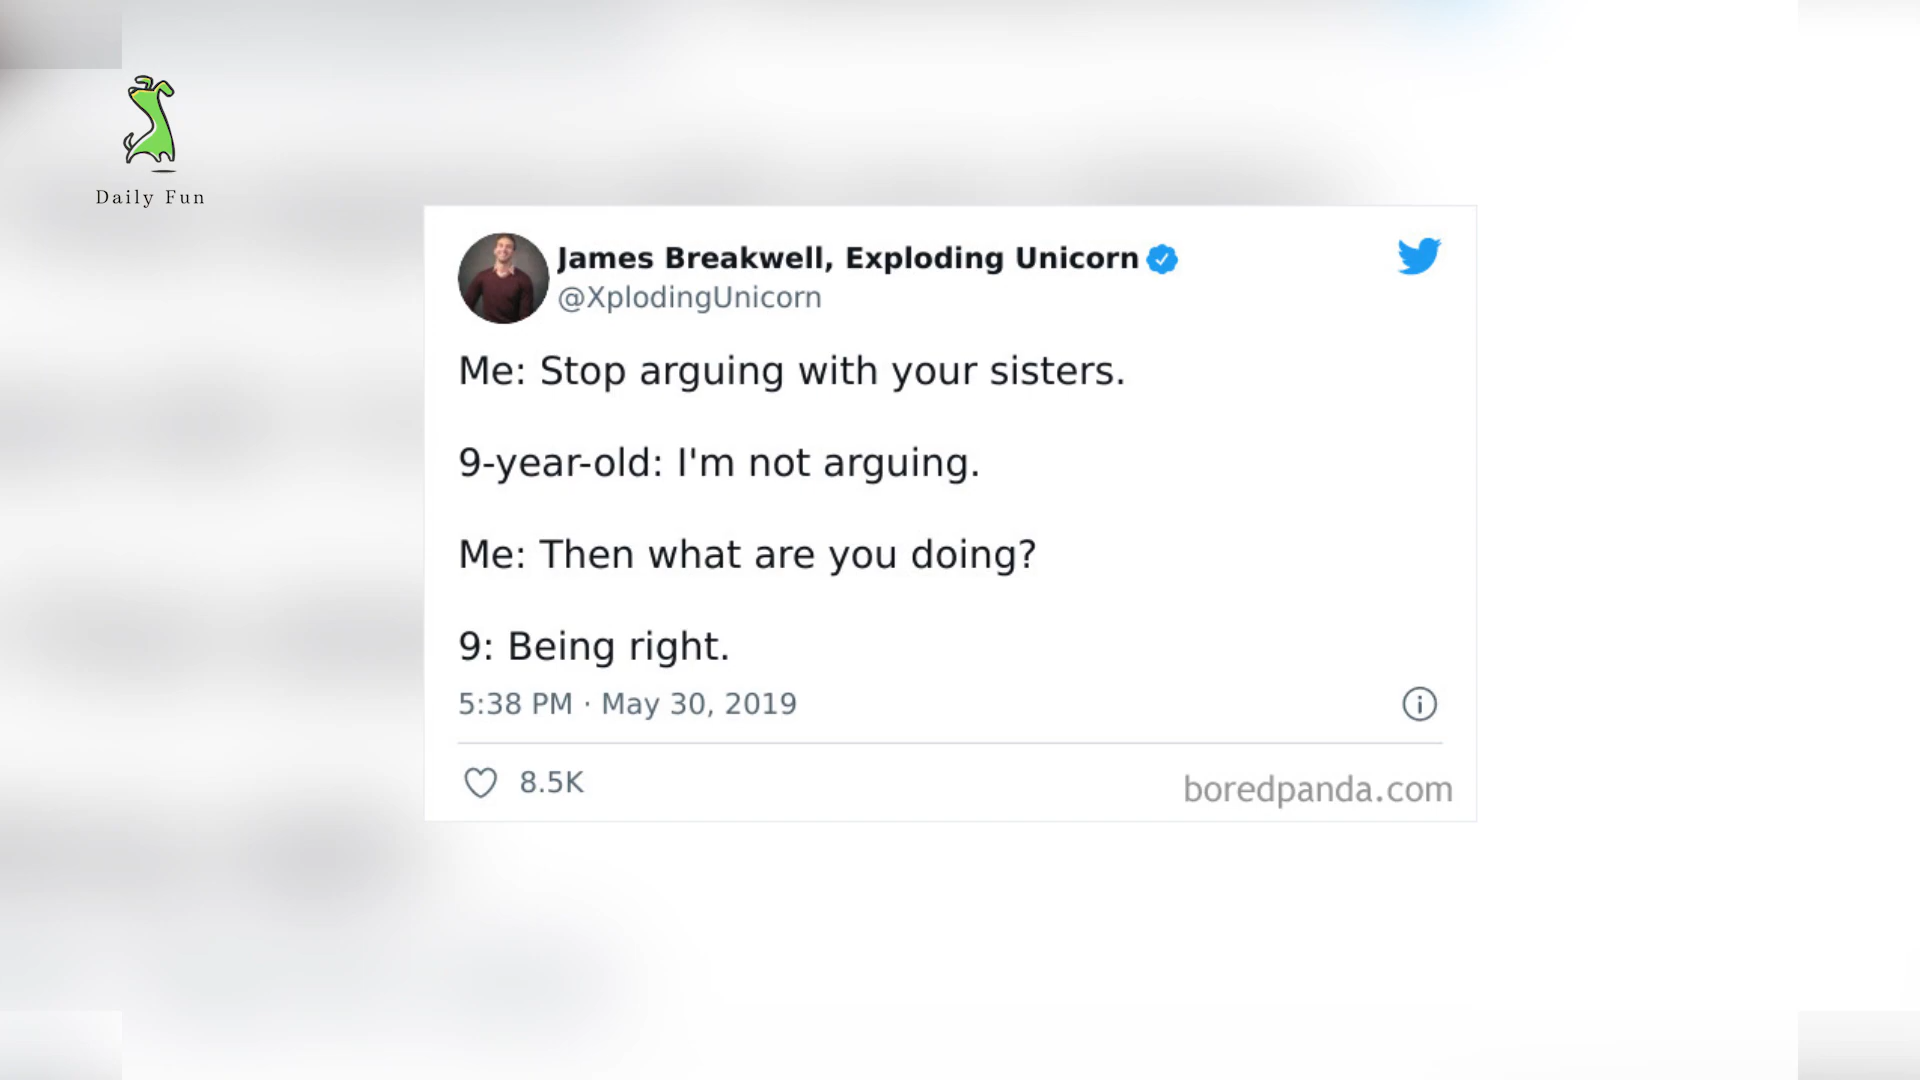 Daily Fun
James Breakwell, Exploding Unicorn
@XplodingUnicorn
Me: Stop arguing with your sisters.
9-year-old: I'm not arguing.
Me: Then what are you doing?
9: Being right.
5:38 PM · May 30, 2019
8.5K
boredpanda.com